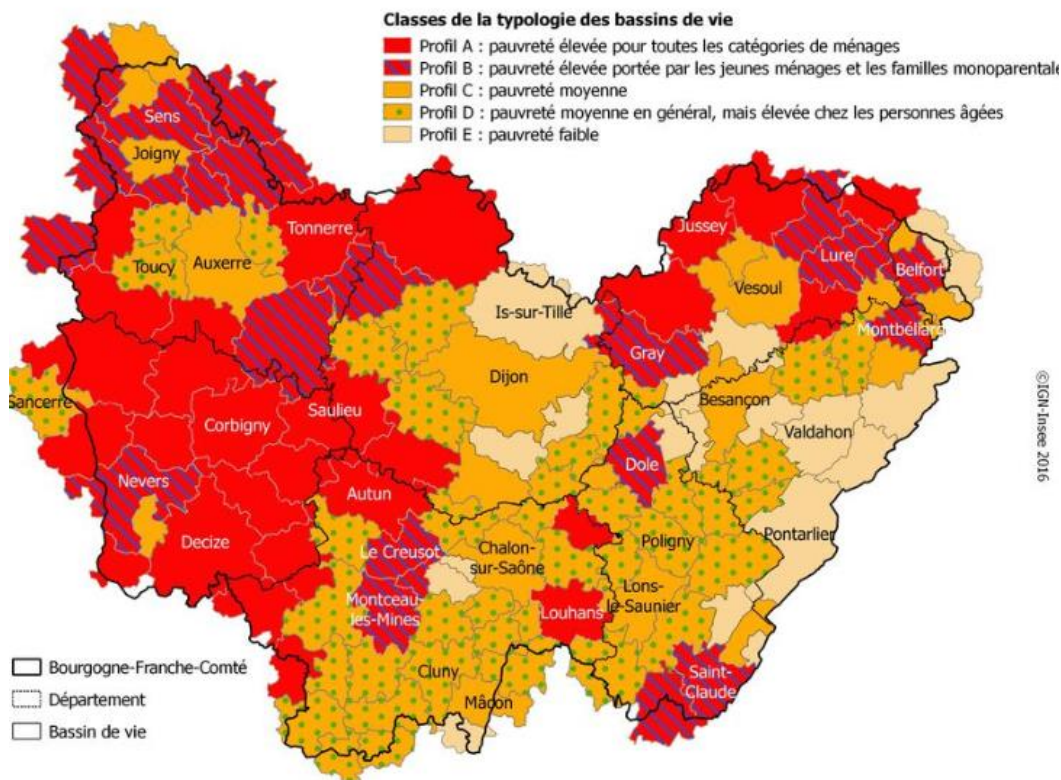 Classes de la typologie des bassins de vie
Profil A : pauvreté élevée pour toutes les catégories de ménages
Profil B : pauvreté élevée portée par les jeunes ménages et les familles monoparentale
Profil C : pauvreté moyenne
Profil D : pauvreté moyenne en général, mais élevée chez les personnes âgées
Profil E : pauvreté faible
Sens
Joigny
Tonnerre
Toucy
Auxerre
Jussey
Lure
Belfort
Vesoul
Montbéliard
Is-sur-Tille
Gray
Dijon
Besançon
Sancerre
Saulieu
Corbigny
Valdahon
Dole
Nevers
Autun
Decize
Pontarlier
Le Creusot
Chalon-
sur-Saône
Poligny
Montceau-
les-Mines
Louhans
Lons-
le-Saunier
Cluny
Mâcon
Saint-
Claude
Bourgogne-Franche-Comté
Département
Bassin de vie
©IGN-Insee 2016